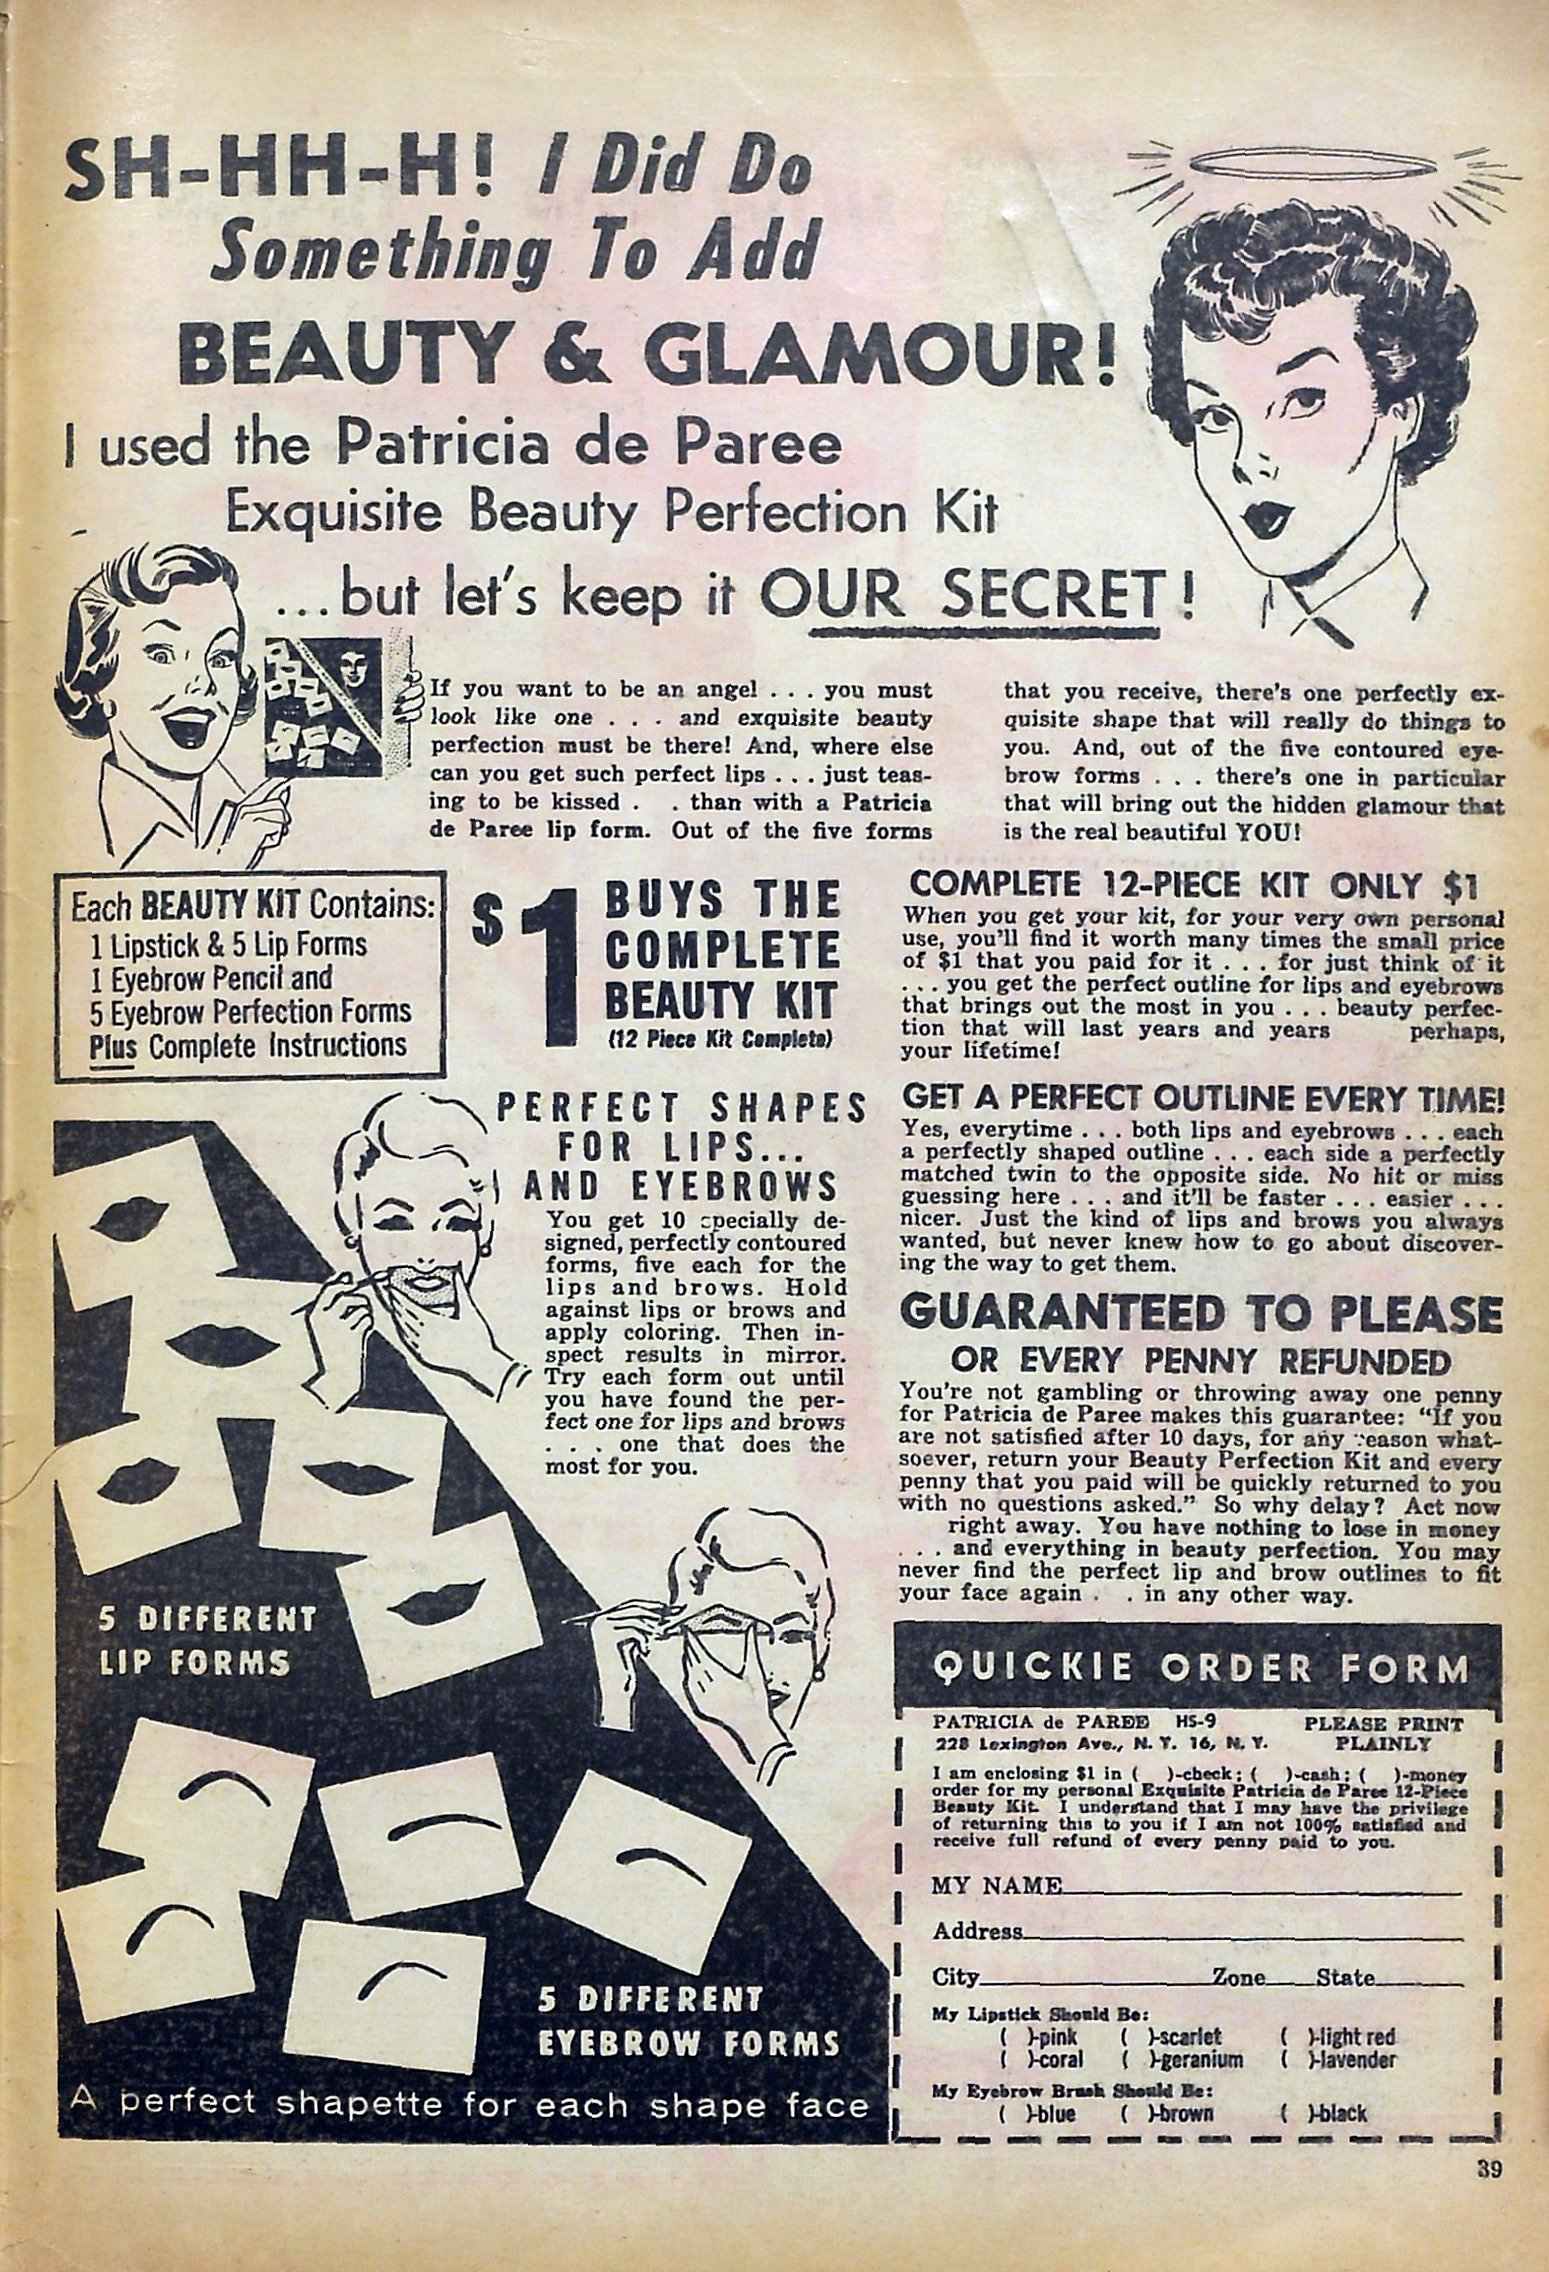 SH-HH-H! I Did Do
Something To Add
BEAUTY & GLAMOUR!
I used the Patricia de Paree
Exquisite Beauty Perfection Kit
...but let's keep it OUR SECRET!
If you want to be an angel . . . you must
look like one . . . and exquisite beauty
perfection must be there! And, where else
can you get such perfect lips . . . just teas-
ing to be kissed . . than with a Patricia
de Paree lip form. Out of the five forms
that you receive, there's one perfectly ex-
quisite shape that will really do things to
you. And, out of the five contoured eye-
brow forms . . . there's one in particular
that will bring out the hidden glamour that
is the real beautiful YOU!
Each BEAUTY KIT Contains:
1 Lipstick & 5 Lip Forms
1 Eyebrow Pencil and
5 Eyebrow Perfection Forms
Plus Complete Instructions
$1 BUYS THE
COMPLETE
BEAUTY KIT
(12 Piece Kit Complete)
PERFECT SHAPES
FOR LIPS...
AND EYEBROWS
You get 10 specially de-
signed, perfectly contoured
forms, five each for the
lips and brows. Hold
against lips or brows and
apply coloring. Then in-
spect results in mirror.
Try each form out until
you have found the per-
fect one for lips and brows
. . . one that does the
most for you.
5 DIFFERENT
LIP FORMS
5 DIFFERENT
EYEBROW FORMS
A perfect shapette for each shape face
COMPLETE 12-PIECE KIT ONLY $1
When you get your kit, for your very own personal
use, you'll find it worth many times the small price
of $1 that you paid for it . . . for just think of it
. . . you get the perfect outline for lips and eyebrows
that brings out the most in you . . . beauty perfec-
tion that will last years and years perhaps,
your lifetime!
GET A PERFECT OUTLINE EVERY TIME!
Yes, everytime . . . both lips and eyebrows . . . each
a perfectly shaped outline . . . each side a perfectly
matched twin to the opposite side. No hit or miss
guessing here . . . and it'll be faster . . . easier . . .
nicer. Just the kind of lips and brows you always
wanted, but never knew how to go about discover-
ing the way to get them.
GUARANTEED TO PLEASE
OR EVERY PENNY REFUNDED
You're not gambling or throwing away one penny
for Patricia de Paree makes this guarantee: "If you
are not satisfied after 10 days, for any reason what-
soever, return your Beauty Perfection Kit and every
penny that you paid will be quickly returned to you
with no questions asked." So why delay? Act now
right away. You have nothing to lose in money
. . . and everything in beauty perfection. You may
never find the perfect lip and brow outlines to fit
your face again . . in any other way.
QUICKIE ORDER FORM
PATRICIA de PAREE HS-9 PLEASE PRINT
228 Lexington Ave., N. Y. 16, N. Y. PLAINLY
I am enclosing $1 in ( )-check; ( )-cash; ( )-money
order for my personal Exquisite Patricia de Paree 12-Piece
Beauty Kit. I understand that I may have the privilege
of returning this to you if I am not 100% satisfied and
receive full refund of every penny paid to you.
MY NAME
Address
City Zone State
My Lipstick Should Be:
( )-pink ( )-scarlet ( )-light red
( )-coral ( )-geranium ( )-lavender
My Eyebrow Brush Should Be:
( )-blue ( )-brown ( )-black
39